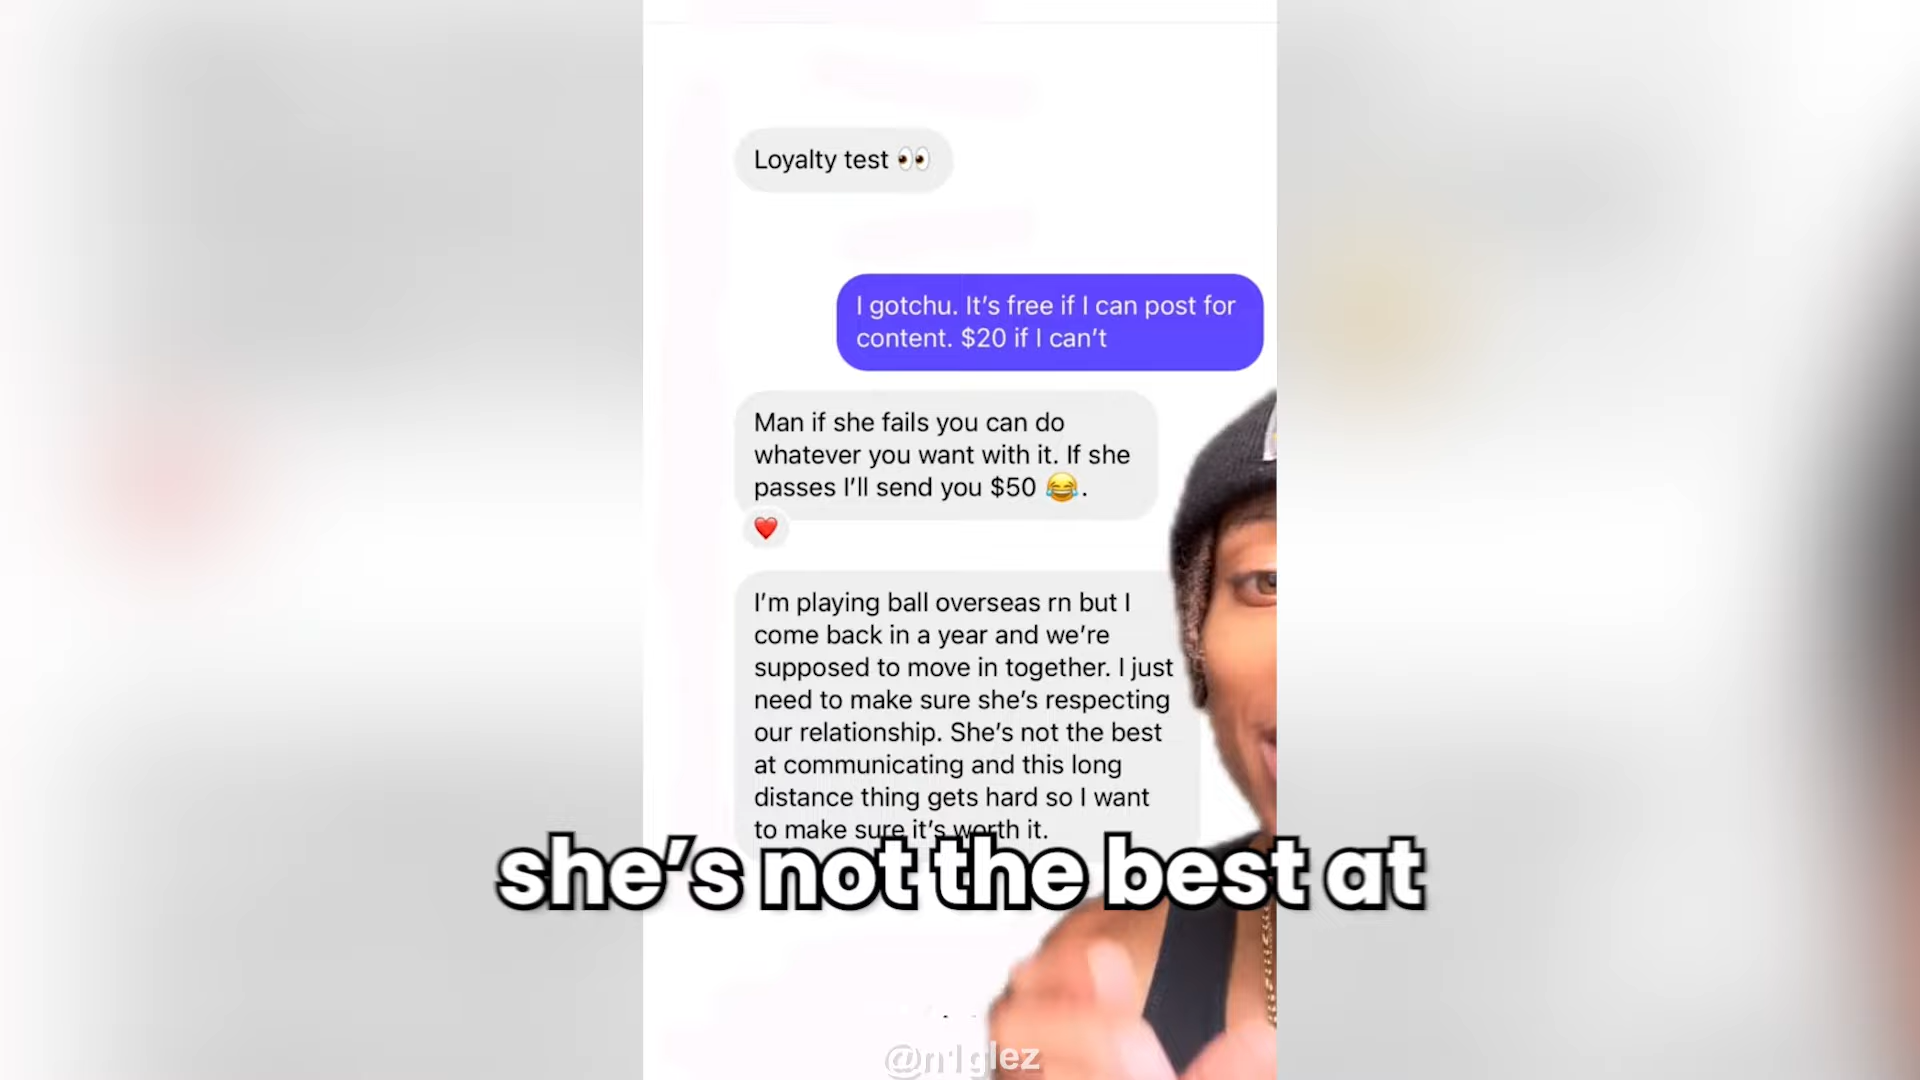 Loyalty test 👀
I gotchu. It's free if I can post for
content. $20 if I can't
Man if she fails you can do
whatever you want with it. If she
passes I'll send you $50 😂.
I'm playing ball overseas rn but I
come back in a year and we're
supposed to move in together. I just
need to make sure she's respecting
our relationship. She's not the best
at communicating and this long
distance thing gets hard so I want
to make sure it's worth it.
she's not the best at